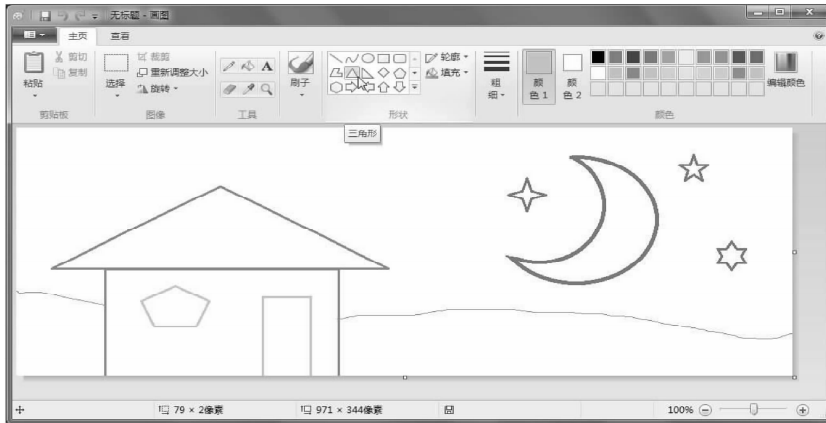 无标题 - 画图
主页 查看
粘贴
剪切
复制
剪贴板
选择
裁剪
重新调整大小
旋转
图像
A
工具
刷子
轮廓
填充
形状
粗
细
颜
色 1
颜
色 2
编辑颜色
颜色
三角形
79 × 2像素
971 × 344像素
100%